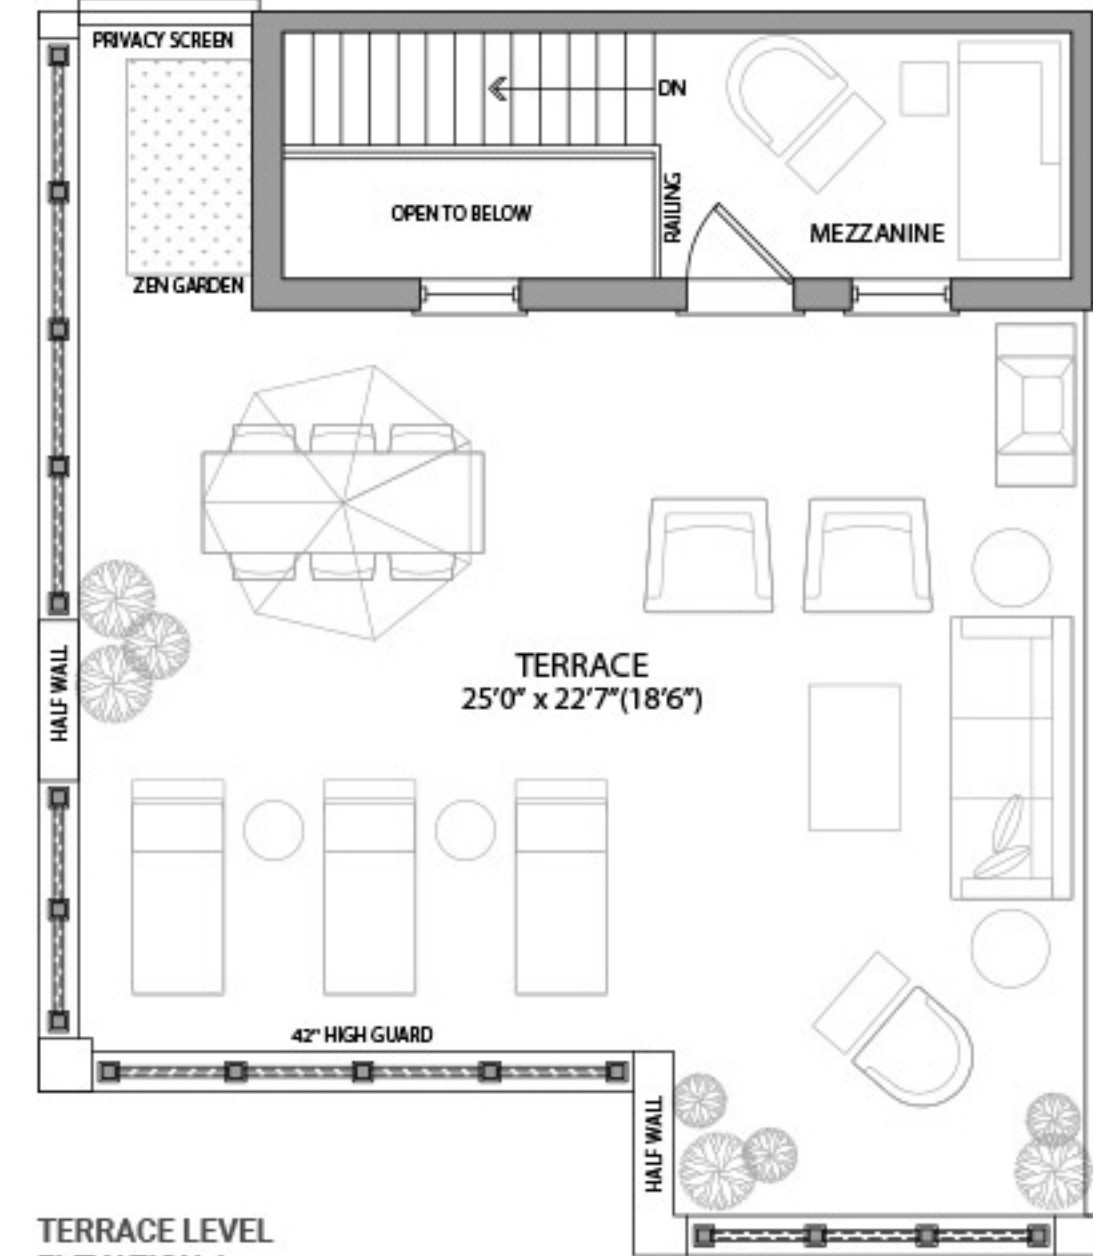 PRIVACY SCREEN
DN
OPEN TO BELOW
RAILING
MEZZANINE
ZEN GARDEN
TERRACE
25'0" x 22'7"(18'6")
HALF WALL
42" HIGH GUARD
HALF WALL
TERRACE LEVEL